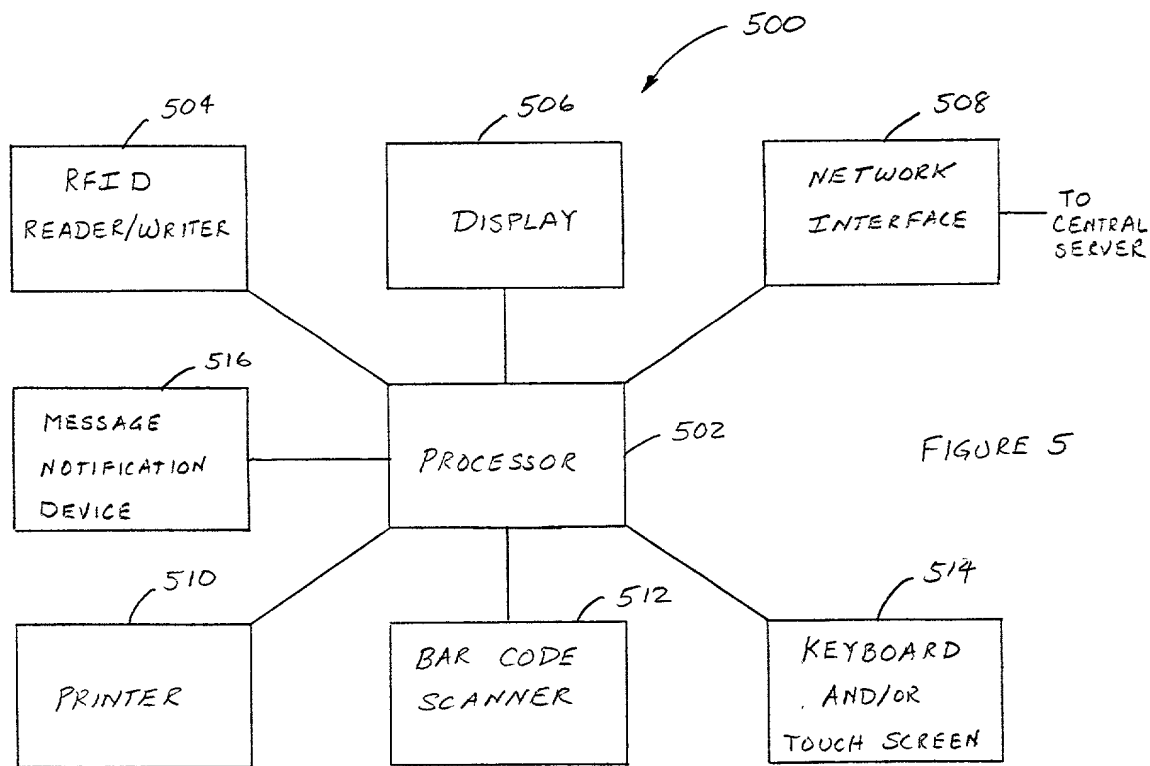 500
504
RFID
READER/WRITER
506
DISPLAY
508
NETWORK
INTERFACE
TO
CENTRAL
SERVER
516
MESSAGE
NOTIFICATION
DEVICE
PROCESSOR
502
FIGURE 5
510
PRINTER
512
BAR CODE
SCANNER
514
KEYBOARD
AND/OR
TOUCH SCREEN